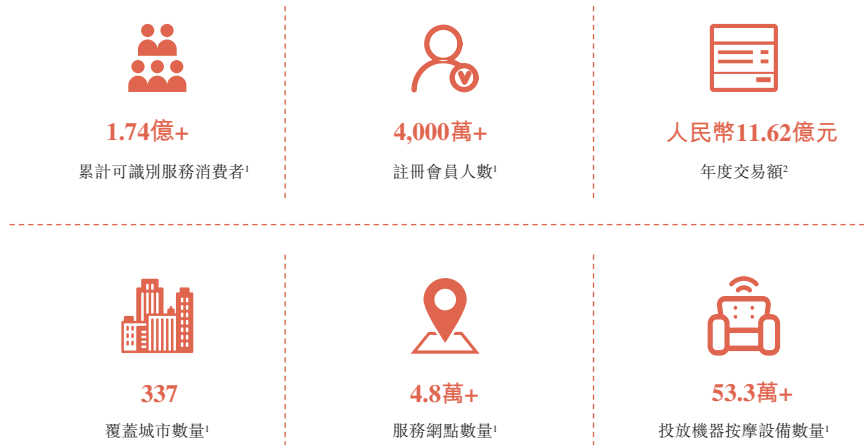 1.74億+
累計可識別服務消費者¹
4,000萬+
註冊會員人數¹
人民幣11.62億元
年度交易額²
337
覆蓋城市數量¹
4.8萬+
服務網點數量¹
53.3萬+
投放機器按摩設備數量¹